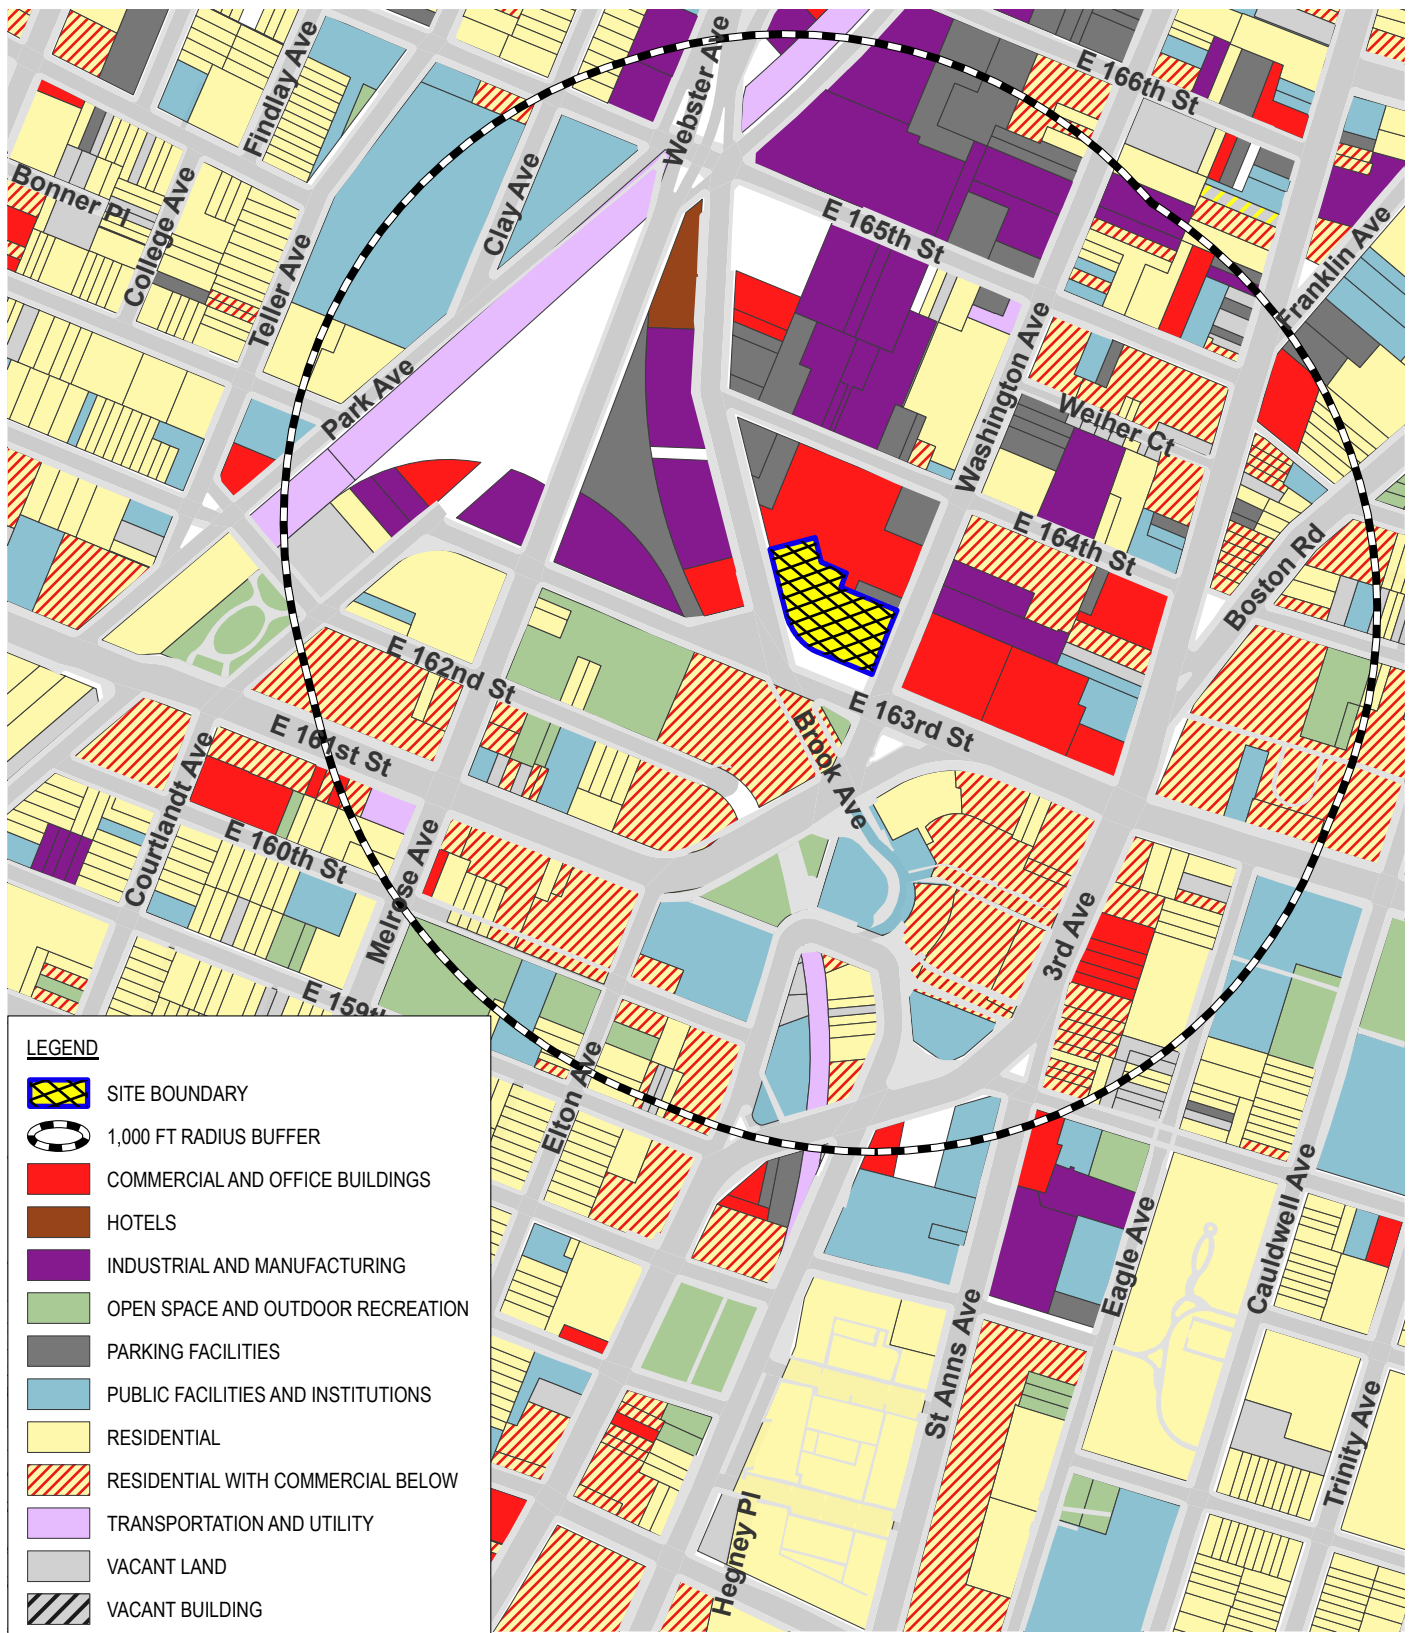 Findlay Ave
Webster Ave
E 166th St
Bonner Pl
College Ave
Clay Ave
Teller Ave
E 165th St
Franklin Ave
Park Ave
Washington Ave
Weiher Ct
E 164th St
Boston Rd
E 162nd St
E 163rd St
E 161st St
Brook Ave
Courtlandt Ave
E 160th St
Melrose Ave
3rd Ave
E 159th
Elton Ave
Eagle Ave
Cauldwell Ave
St Anns Ave
Trinity Ave
Hegney Pl
LEGEND
SITE BOUNDARY
1,000 FT RADIUS BUFFER
COMMERCIAL AND OFFICE BUILDINGS
HOTELS
INDUSTRIAL AND MANUFACTURING
OPEN SPACE AND OUTDOOR RECREATION
PARKING FACILITIES
PUBLIC FACILITIES AND INSTITUTIONS
RESIDENTIAL
RESIDENTIAL WITH COMMERCIAL BELOW
TRANSPORTATION AND UTILITY
VACANT LAND
VACANT BUILDING